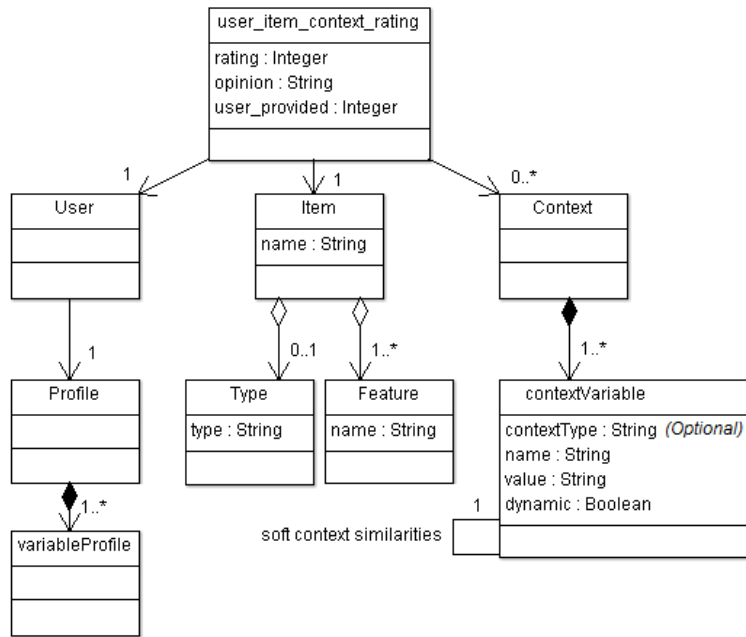 user_item_context_rating
rating : Integer
opinion : String
user_provided : Integer
1
1
0..*
User
Item
name : String
Context
1
0..1
1..*
1..*
Profile
Type
type : String
Feature
name : String
contextVariable
contextType : String (Optional)
name : String
value : String
dynamic : Boolean
1..*
variableProfile
1
soft context similarities